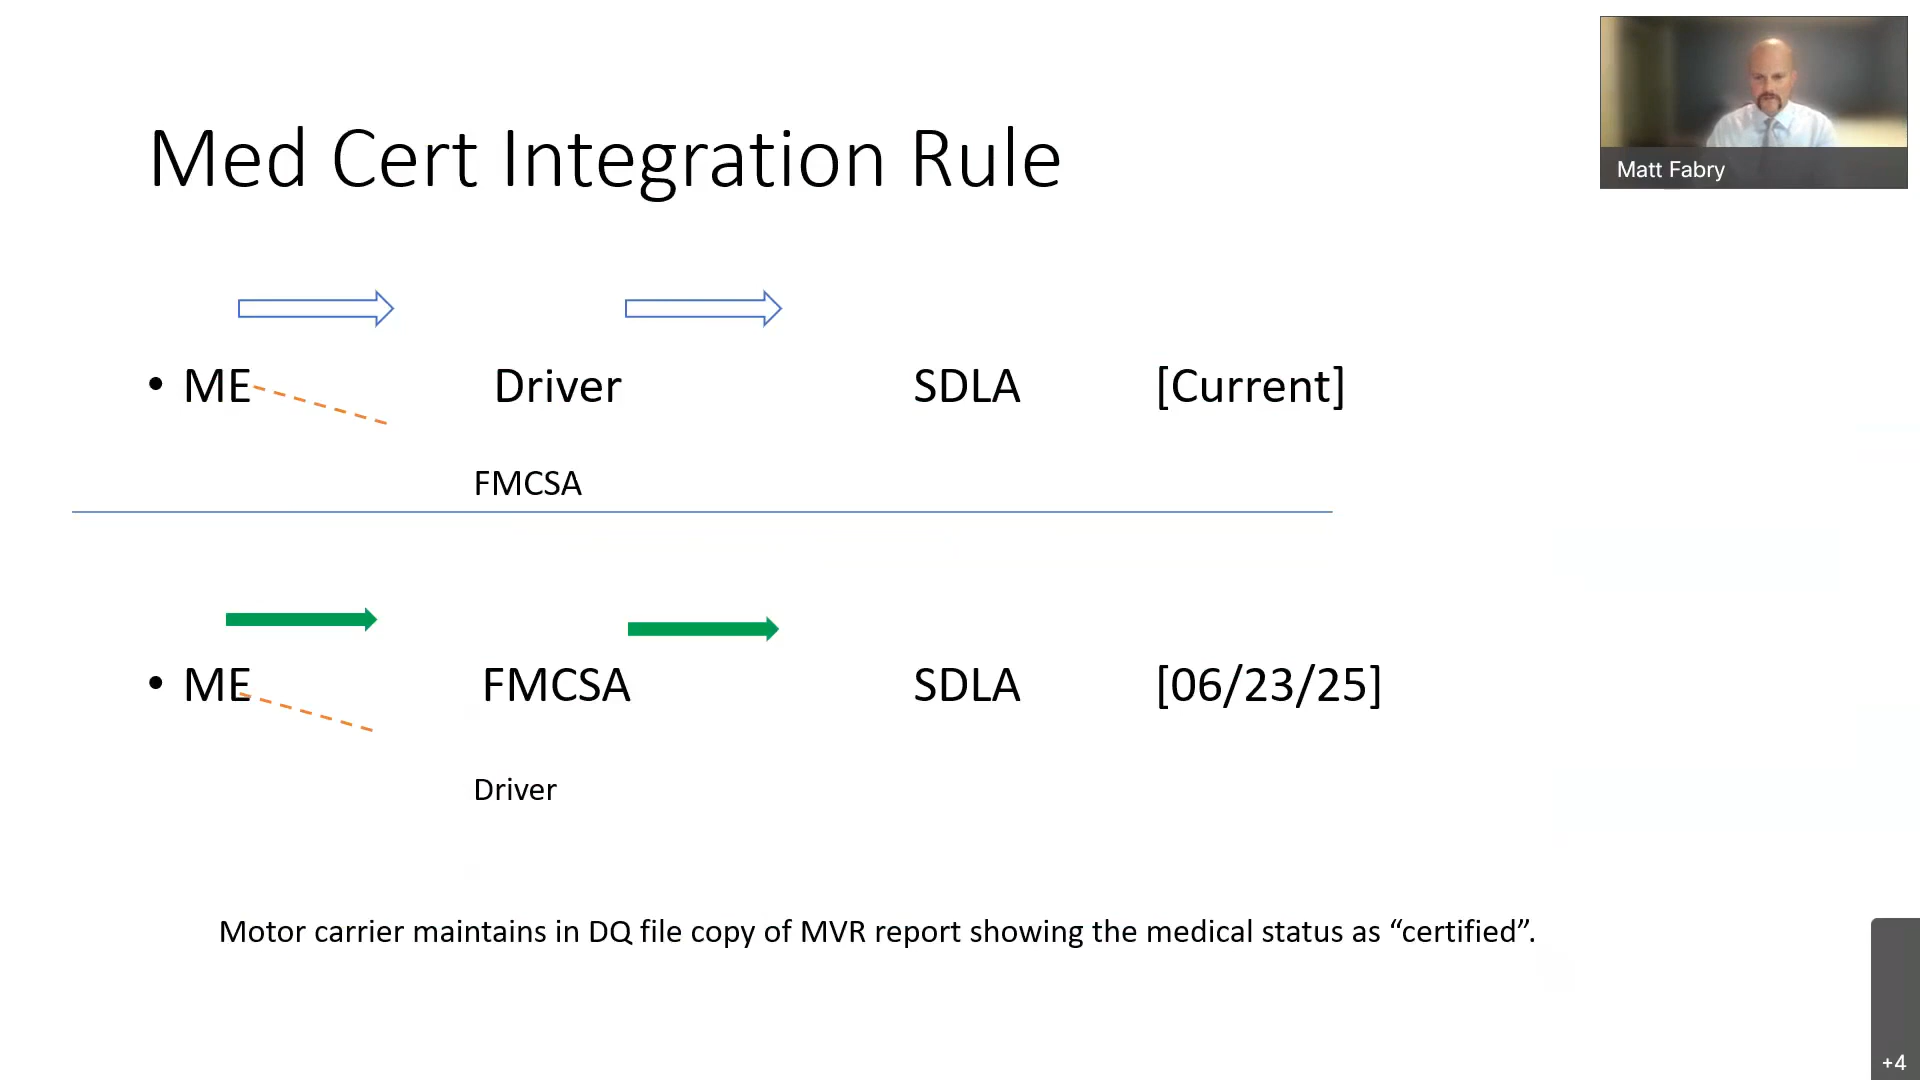 Matt Fabry
Med Cert Integration Rule
• ME Driver SDLA [Current]
FMCSA
• ME FMCSA SDLA [06/23/25]
Driver
Motor carrier maintains in DQ file copy of MVR report showing the medical status as “certified”.
+4